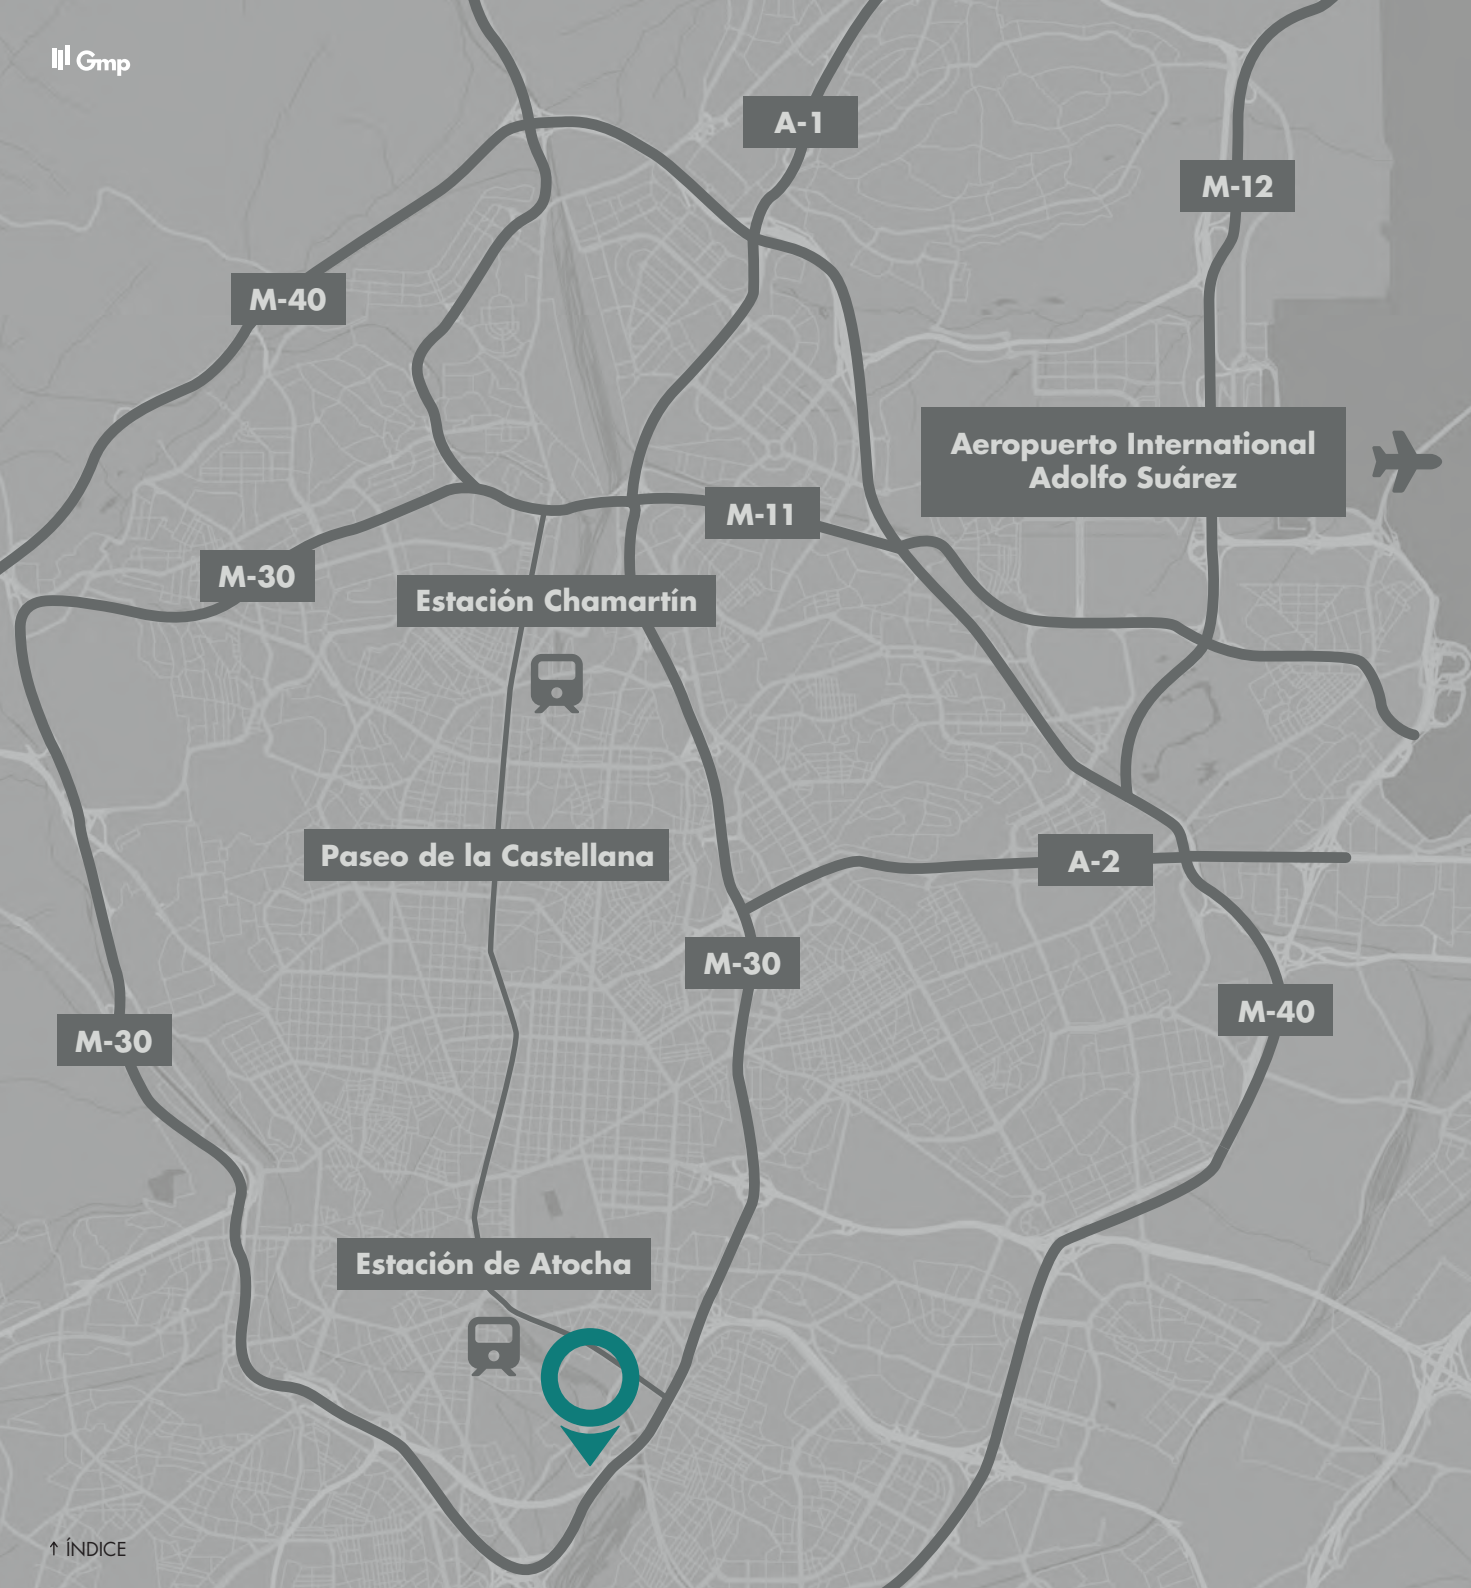 Gmp
A-1
M-12
M-40
Aeropuerto International
Adolfo Suárez
M-11
M-30
Estación Chamartín
Paseo de la Castellana
A-2
M-30
M-40
M-30
Estación de Atocha
↑ ÍNDICE